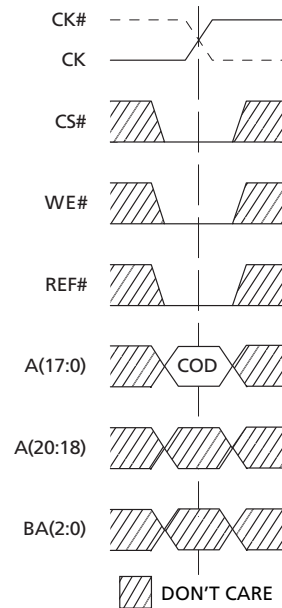 CK#
CK
CS#
WE#
REF#
A(17:0) COD
A(20:18)
BA(2:0)
DON'T CARE